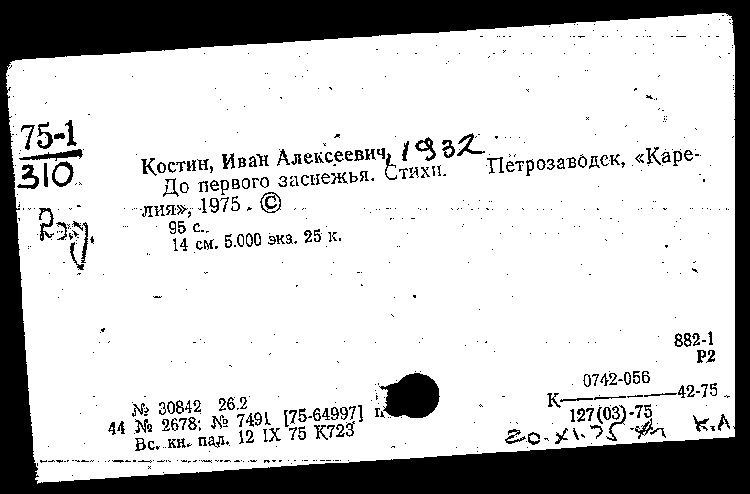 75-1
310
Костин, Иван Алексеевич, 1932
До первого заснежья. Стихи. Петрозаводск, «Каре-
лия», 1975. ©
95 с.
14 см. 5.000 экз. 25 к.
882-1
Р2
0742-056
К 42-75
127(03)-75
№ 30842 26.2
44 № 2678; № 7491 [75-64997] п
Вс. кн. пал. 12 IX 75 К723
20.XI.75 К.А.